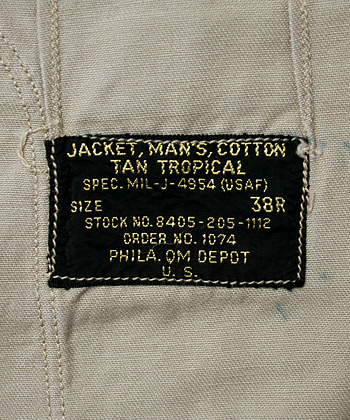 JACKET, MAN'S, COTTON
TAN TROPICAL
SPEC. MIL-J-4954 (USAF)
SIZE 38R
STOCK NO. 8405-205-1112
ORDER NO. 1074
PHILA. QM DEPOT
U. S.